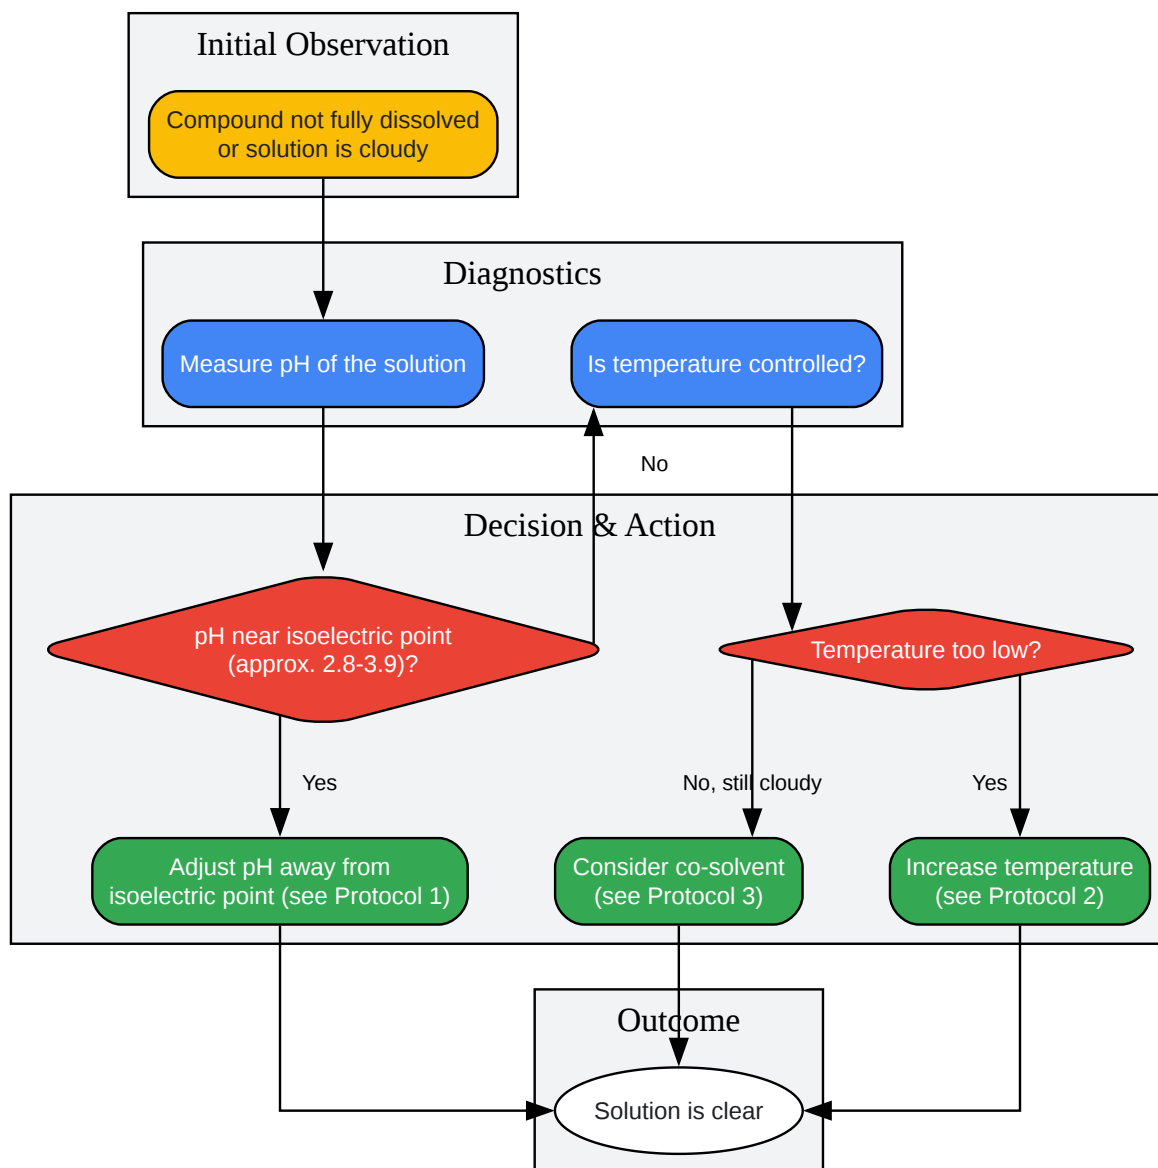 Initial Observation
Compound not fully dissolved
or solution is cloudy
Diagnostics
Measure pH of the solution
Is temperature controlled?
No
Decision & Action
pH near isoelectric point
(approx. 2.8-3.9)?
Temperature too low?
Yes
No, still cloudy
Yes
Adjust pH away from
isoelectric point (see Protocol 1)
Consider co-solvent
(see Protocol 3)
Increase temperature
(see Protocol 2)
Outcome
Solution is clear